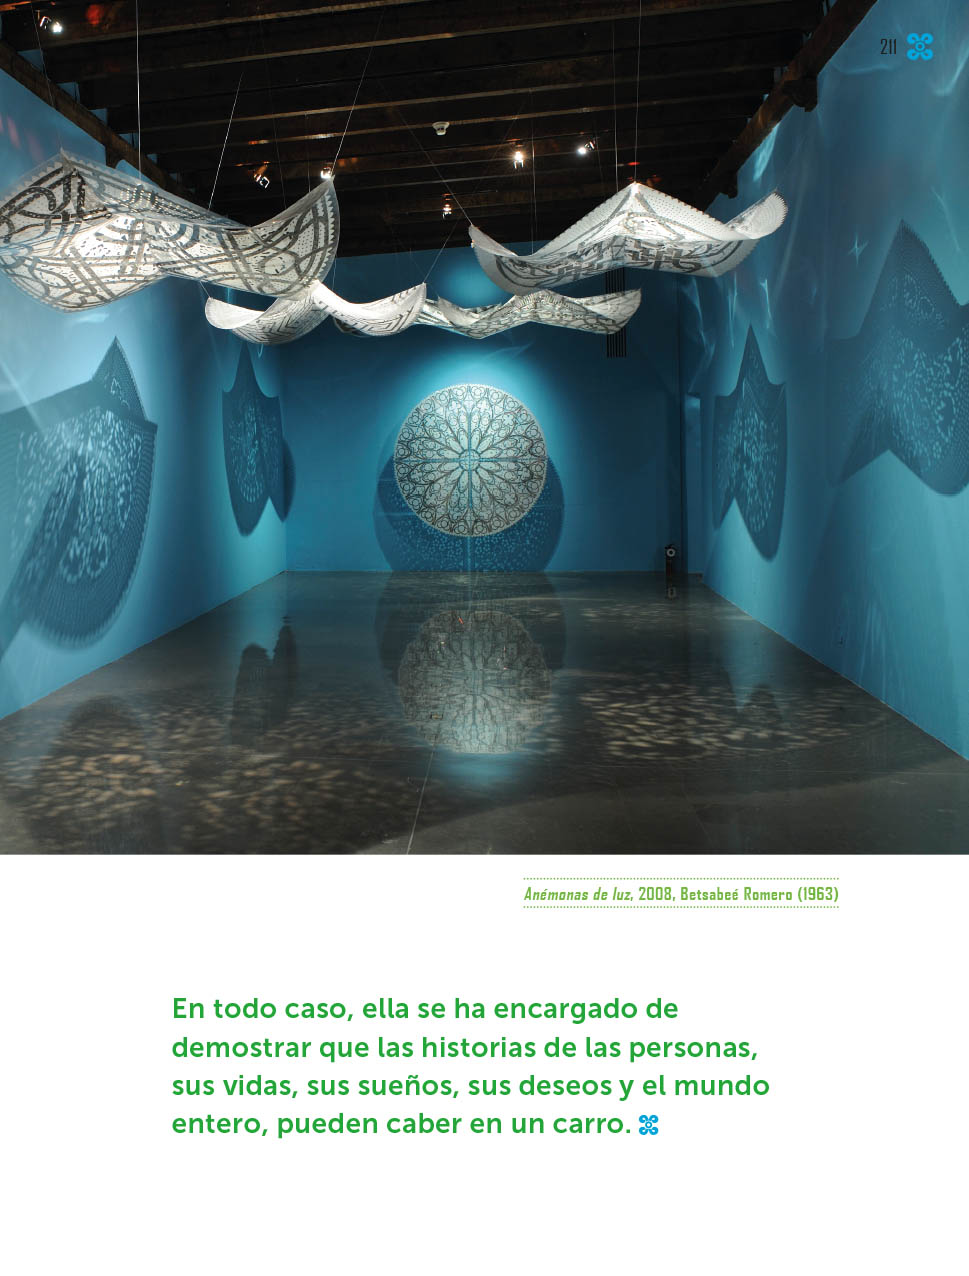 211
Anémonas de luz, 2008, Betsabeé Romero (1963)
En todo caso, ella se ha encargado de
demostrar que las historias de las personas,
sus vidas, sus sueños, sus deseos y el mundo
entero, pueden caber en un carro.